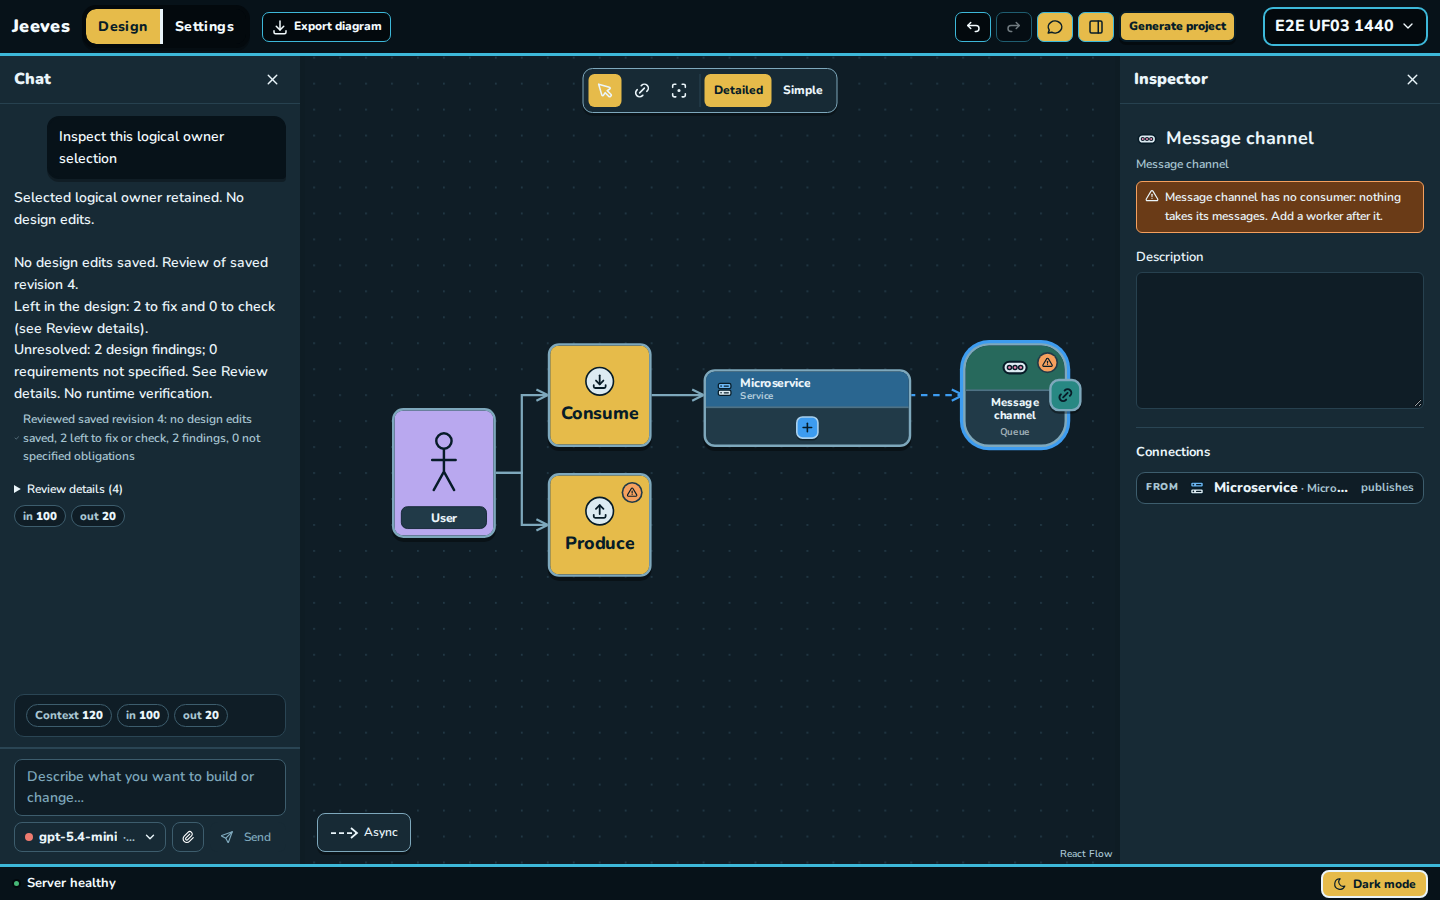 Jeeves
Design
Settings
Export diagram
Generate project
E2E UF03 1440
Chat
Inspect this logical owner
selection
Selected logical owner retained. No
design edits.
No design edits saved. Review of saved
revision 4.
Left in the design: 2 to fix and 0 to check
(see Review details).
Unresolved: 2 design findings; 0
requirements not specified. See Review
details. No runtime verification.
Reviewed saved revision 4: no design edits
saved, 2 left to fix or check, 2 findings, 0 not
specified obligations
Review details (4)
in 100
out 20
Context 120
in 100
out 20
Describe what you want to build or
change...
gpt-5.4-mini ·...
Send
Detailed
Simple
User
Consume
Produce
Microservice
Service
Message
channel
Queue
Async
React Flow
Inspector
Message channel
Message channel
Message channel has no consumer: nothing
takes its messages. Add a worker after it.
Description
Connections
FROM Microservice · Micro... publishes
Server healthy
Dark mode